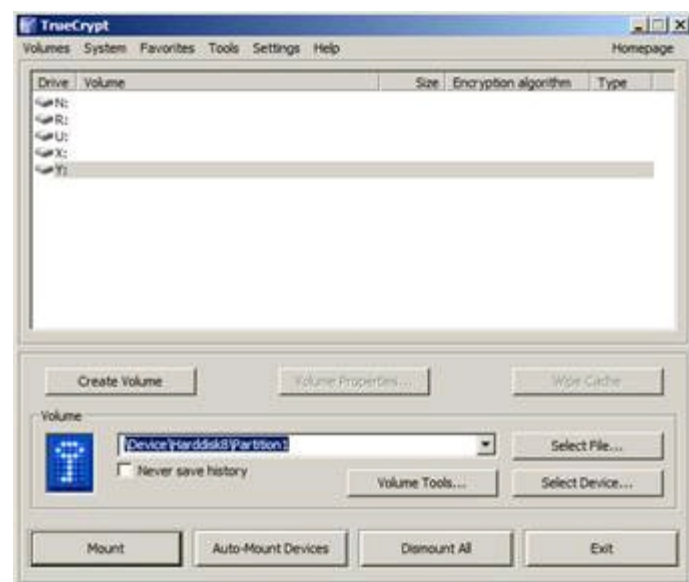 TrueCrypt
Volumes System Favorites Tools Settings Help Homepage
Drive Volume Size Encryption algorithm Type
N:
R:
U:
X:
Y:
Create Volume Volume Properties... Wipe Cache
Volume
\Device\Harddisk8\Partition1
Select File...
Never save history
Volume Tools... Select Device...
Mount Auto-Mount Devices Dismount All Exit